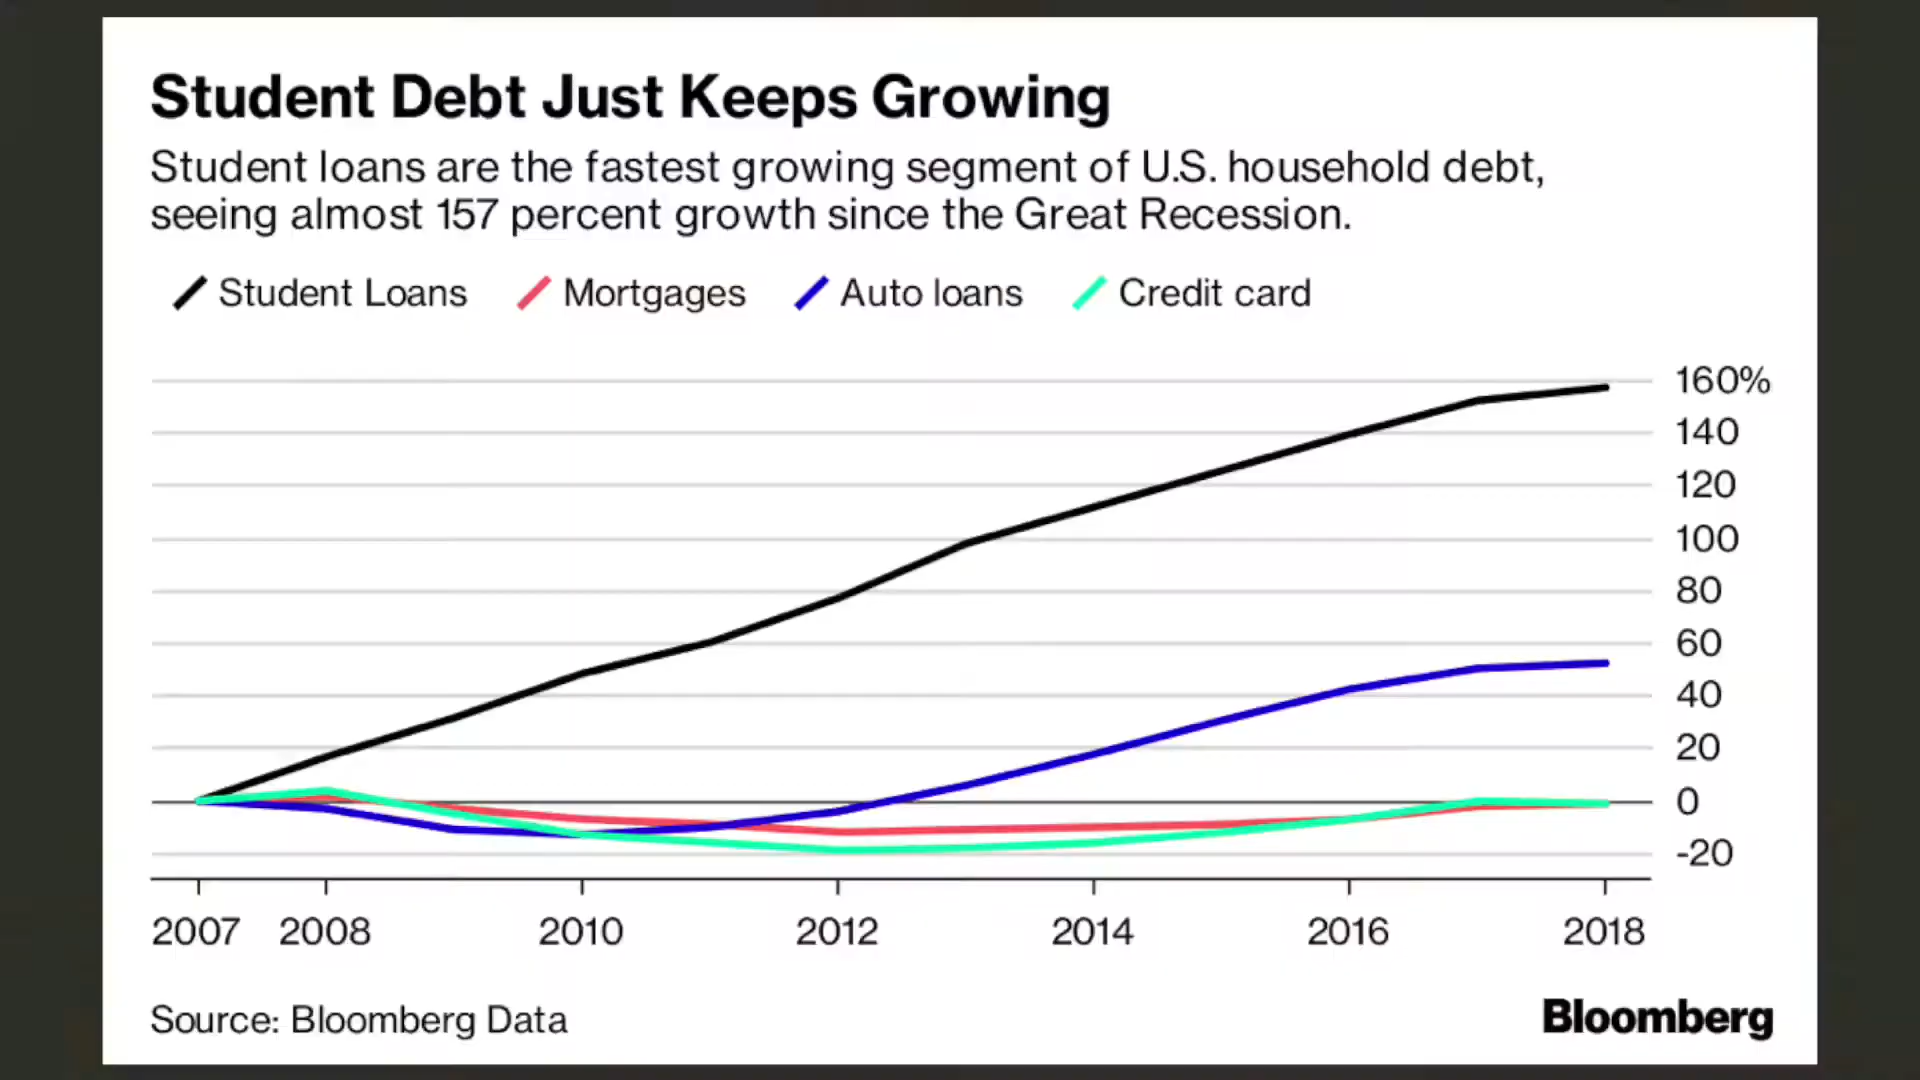 Student Debt Just Keeps Growing
Student loans are the fastest growing segment of U.S. household debt,
seeing almost 157 percent growth since the Great Recession.
Student Loans Mortgages Auto loans Credit card
160%
140
120
100
80
60
40
20
0
-20
2007 2008 2010 2012 2014 2016 2018
Source: Bloomberg Data
Bloomberg